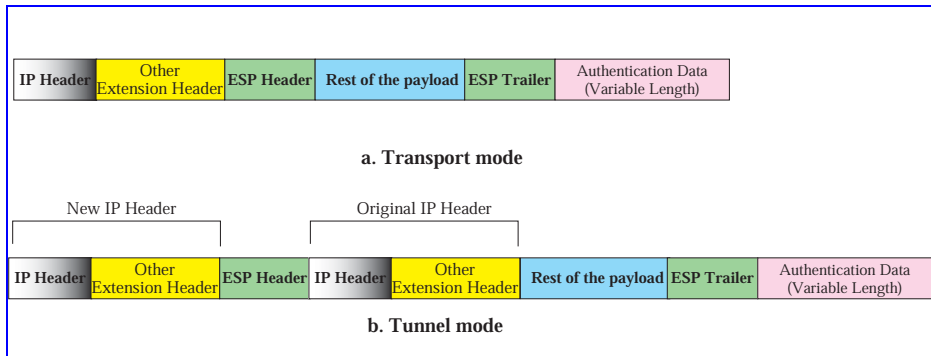 IP Header Other Extension Header ESP Header Rest of the payload ESP Trailer Authentication Data (Variable Length)
a. Transport mode
New IP Header Original IP Header
IP Header Other Extension Header ESP Header IP Header Other Extension Header Rest of the payload ESP Trailer Authentication Data (Variable Length)
b. Tunnel mode